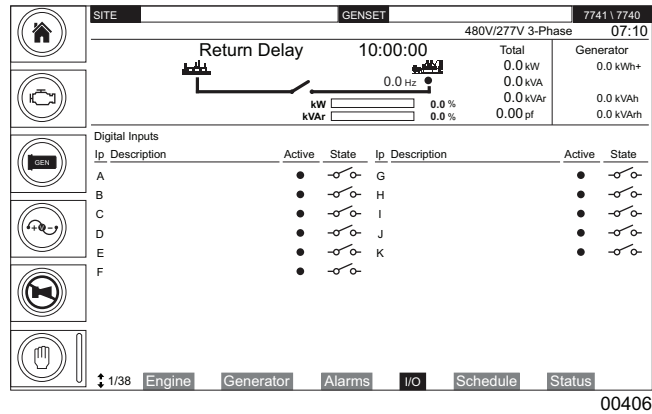 SITE GENSET 7741 \ 7740
480V/277V 3-Phase 07:10
Return Delay 10:00:00 Total Generator
0.0 kW 0.0 kWh+
0.0 Hz 0.0 kVA
kW 0.0 % 0.0 kVAr 0.0 kVAh
kVAr 0.0 % 0.00 pf 0.0 kVArh
Digital Inputs
Ip Description Active State Ip Description Active State
A G
B H
C I
D J
E K
F
GEN
1/38 Engine Generator Alarms I/O Schedule Status
00406